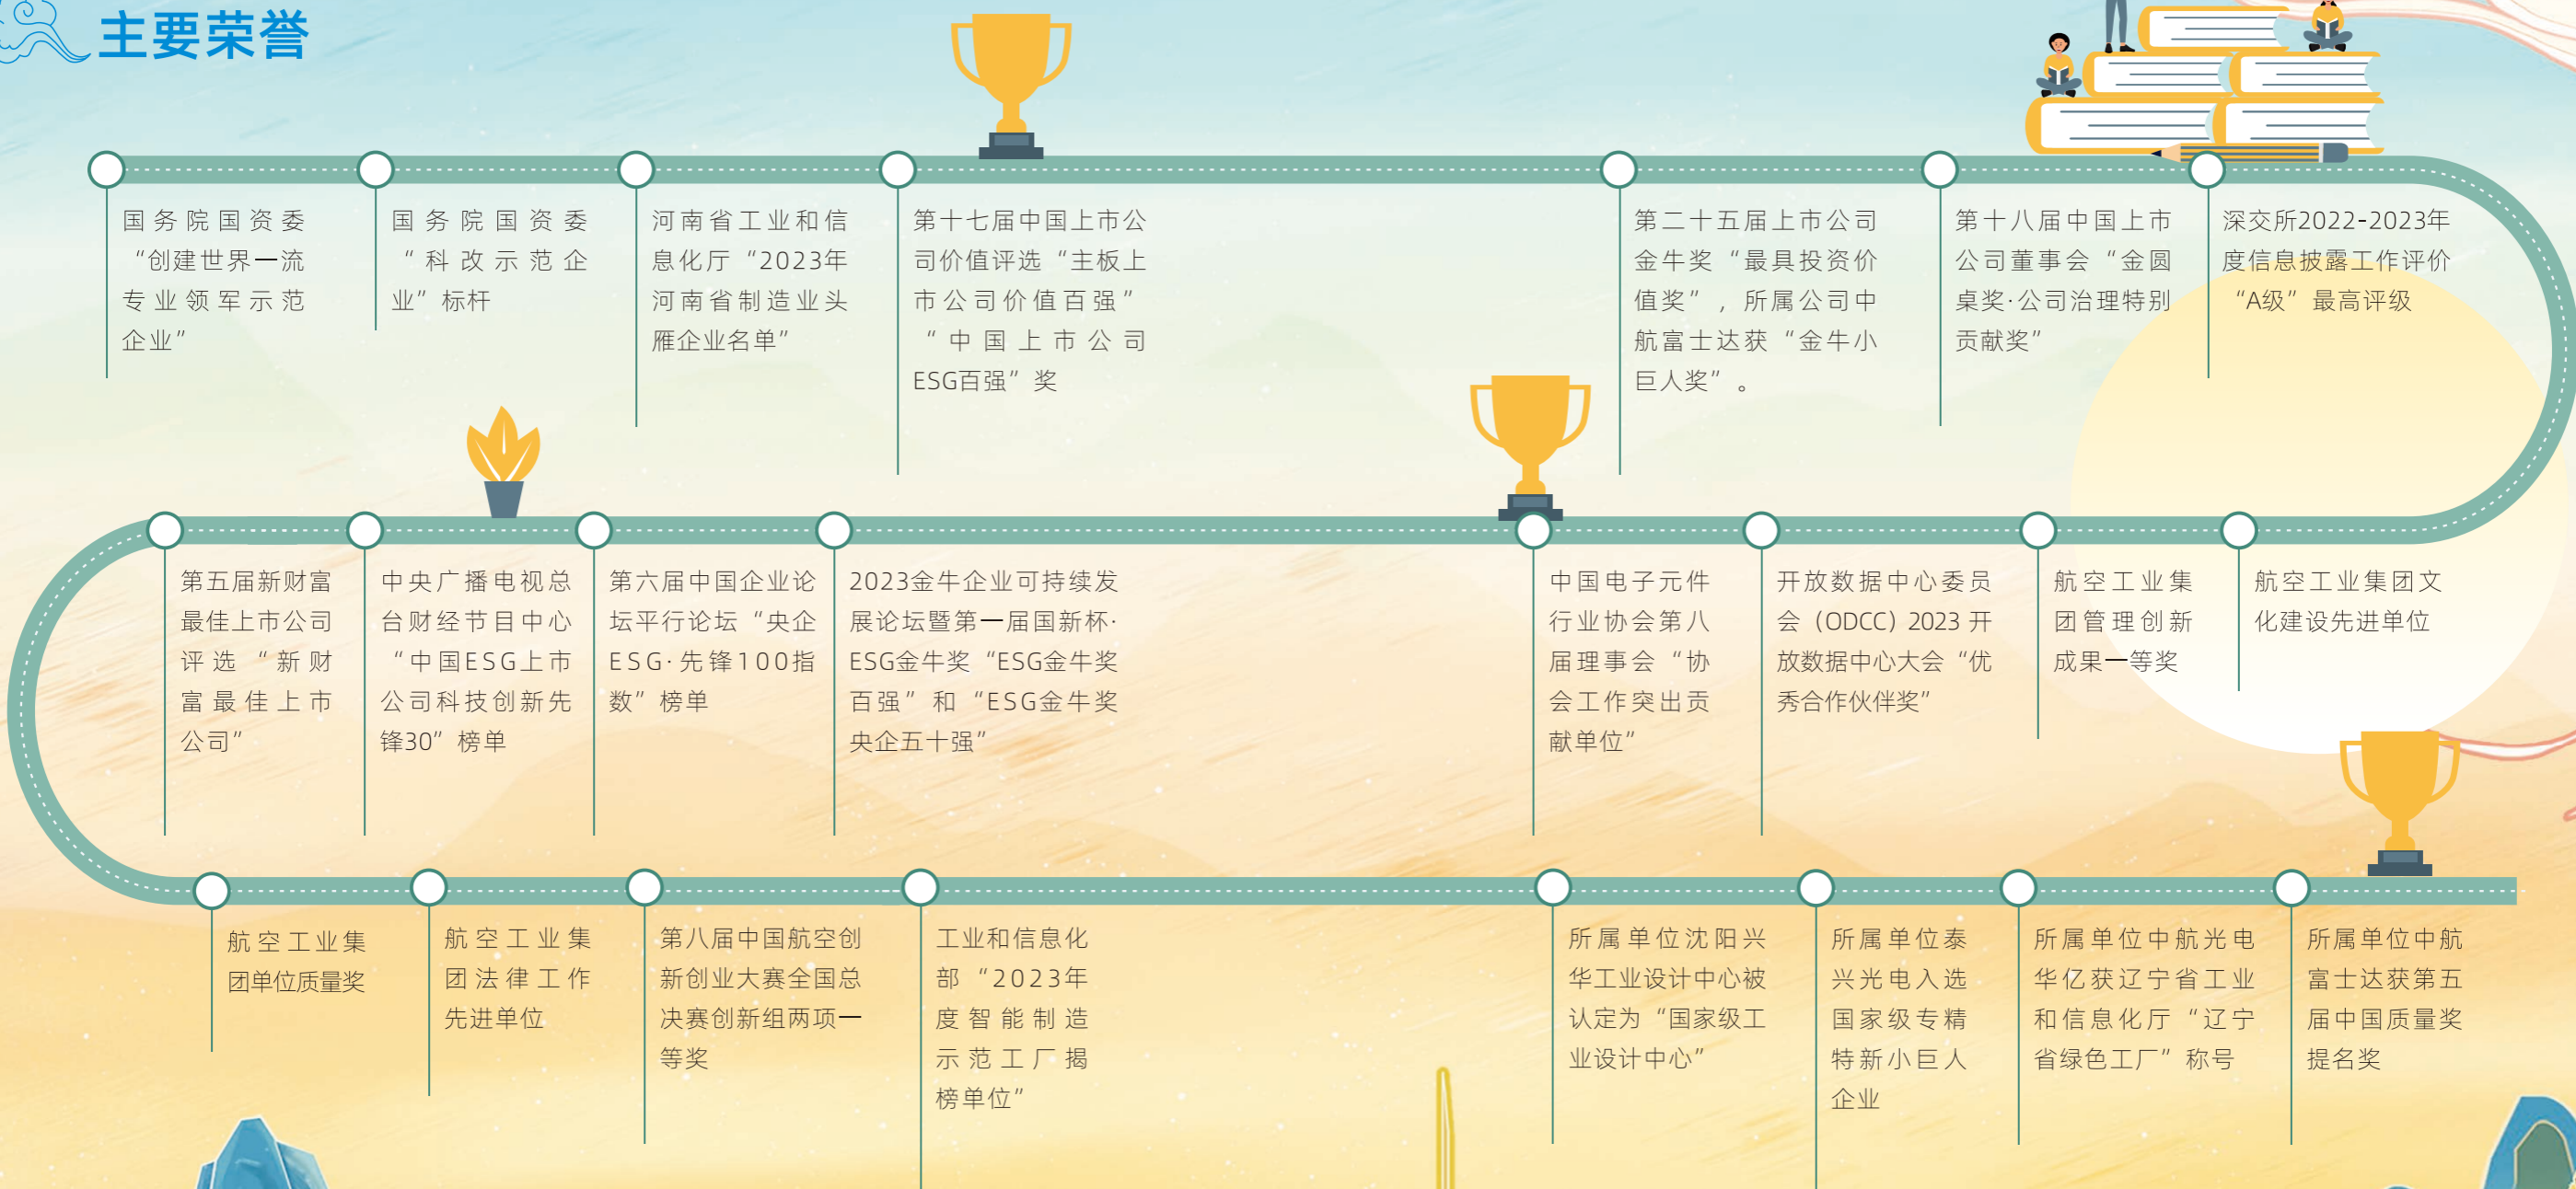 主要荣誉
国务院国资委
“创建世界一流
专业领军示范
企业”
国务院国资委
“科改示范企
业”标杆
河南省工业和信
息化厅“2023年
河南省制造业头
雁企业名单”
第十七届中国上市公
司价值评选“主板上
市公司价值百强”
“中国上市公司
ESG百强”奖
第二十五届上市公司
金牛奖“最具投资价
值奖”，所属公司中
航富士达获“金牛小
巨人奖”。
第十八届中国上市
公司董事会“金圆
桌奖·公司治理特别
贡献奖”
深交所2022-2023年
度信息披露工作评价
“A级”最高评级
第五届新财富
最佳上市公司
评选“新财
富最佳上市
公司”
中央广播电视总
台财经节目中心
“中国ESG上市
公司科技创新先
锋30”榜单
第六届中国企业论
坛平行论坛“央企
ESG·先锋100指
数”榜单
2023金牛企业可持续发
展论坛暨第一届国新杯·
ESG金牛奖“ESG金牛奖
百强”和“ESG金牛奖
央企五十强”
中国电子元件
行业协会第八
届理事会“协
会工作突出贡
献单位”
开放数据中心委员
会（ODCC）2023 开
放数据中心大会“优
秀合作伙伴奖”
航空工业集
团管理创新
成果一等奖
航空工业集团文
化建设先进单位
航空工业集
团单位质量奖
航空工业集
团法律工作
先进单位
第八届中国航空创
新创业大赛全国总
决赛创新组两项一
等奖
工业和信息化
部“2023年
度智能制造
示范工厂揭
榜单位”
所属单位沈阳兴
华工业设计中心被
认定为“国家级工
业设计中心”
所属单位泰
兴光电入选
国家级专精
特新小巨人
企业
所属单位中航光电
华亿获辽宁省工业
和信息化厅“辽宁
省绿色工厂”称号
所属单位中航
富士达获第五
届中国质量奖
提名奖